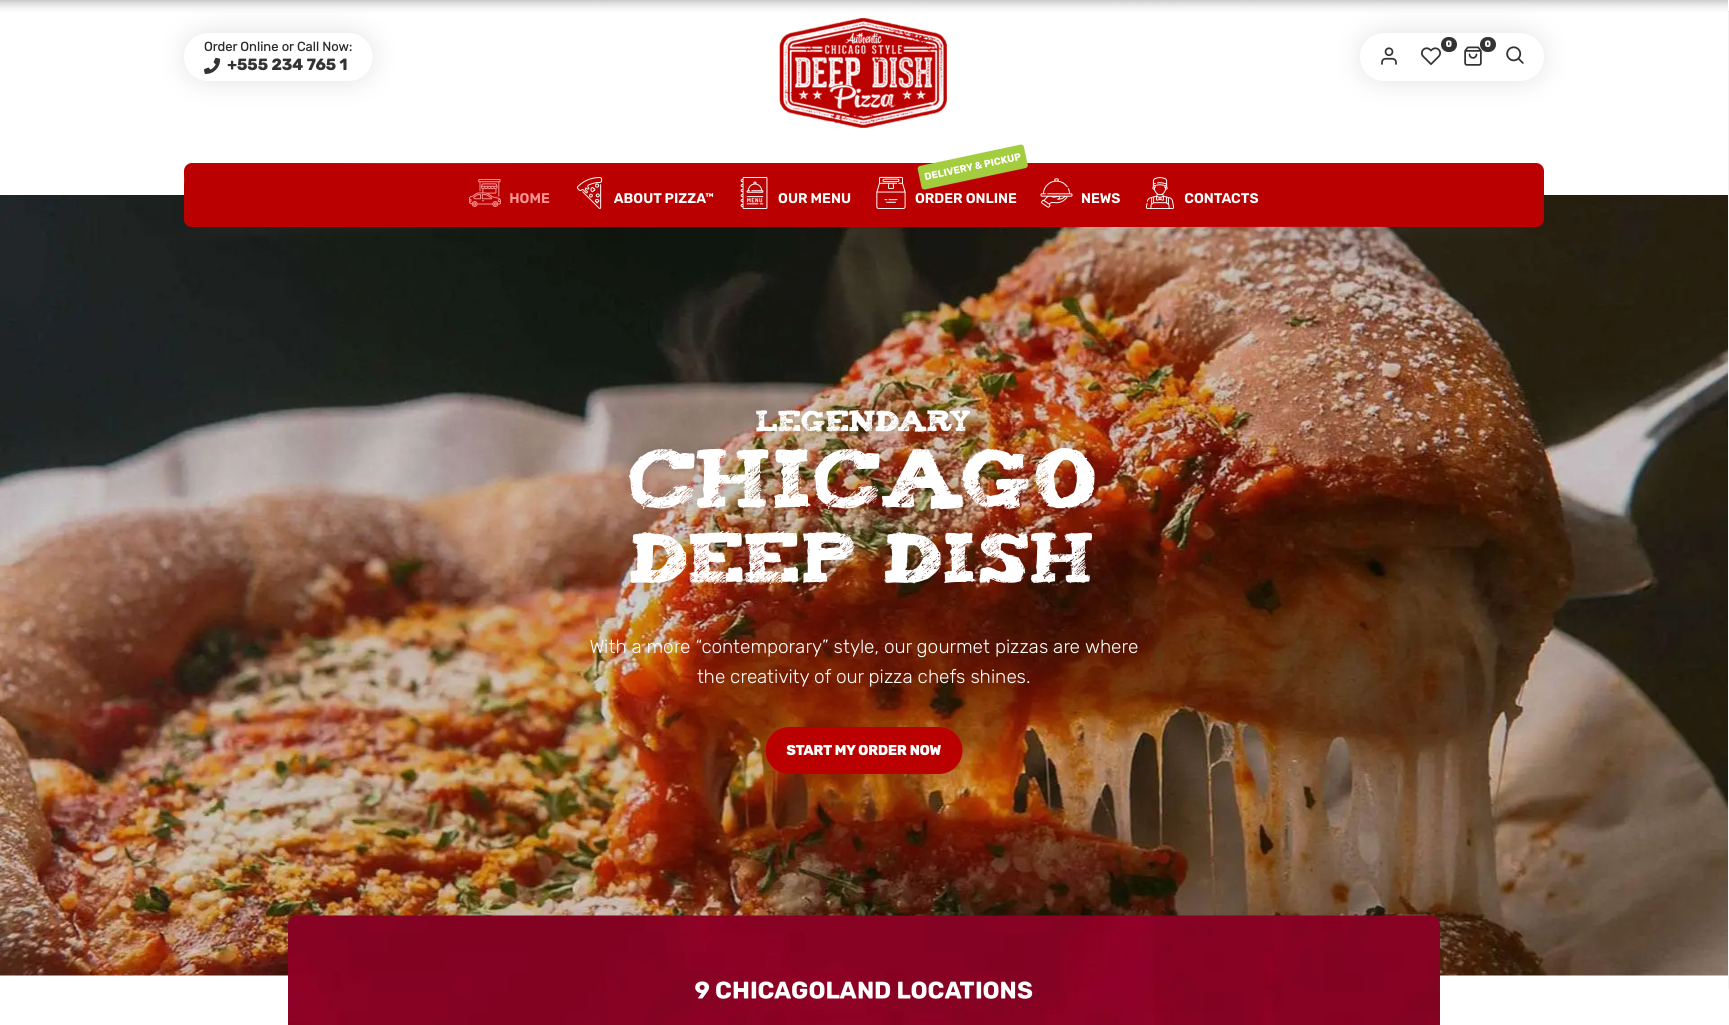 Order Online or Call Now:
+555 234 765 1
Authentic
CHICAGO STYLE
DEEP DISH
Pizza
0
0
DELIVERY & PICKUP
HOME
ABOUT PIZZA™
MENU
OUR MENU
ORDER ONLINE
NEWS
CONTACTS
LEGENDARY
CHICAGO
DEEP DISH
With a more “contemporary” style, our gourmet pizzas are where
the creativity of our pizza chefs shines.
START MY ORDER NOW
9 CHICAGOLAND LOCATIONS